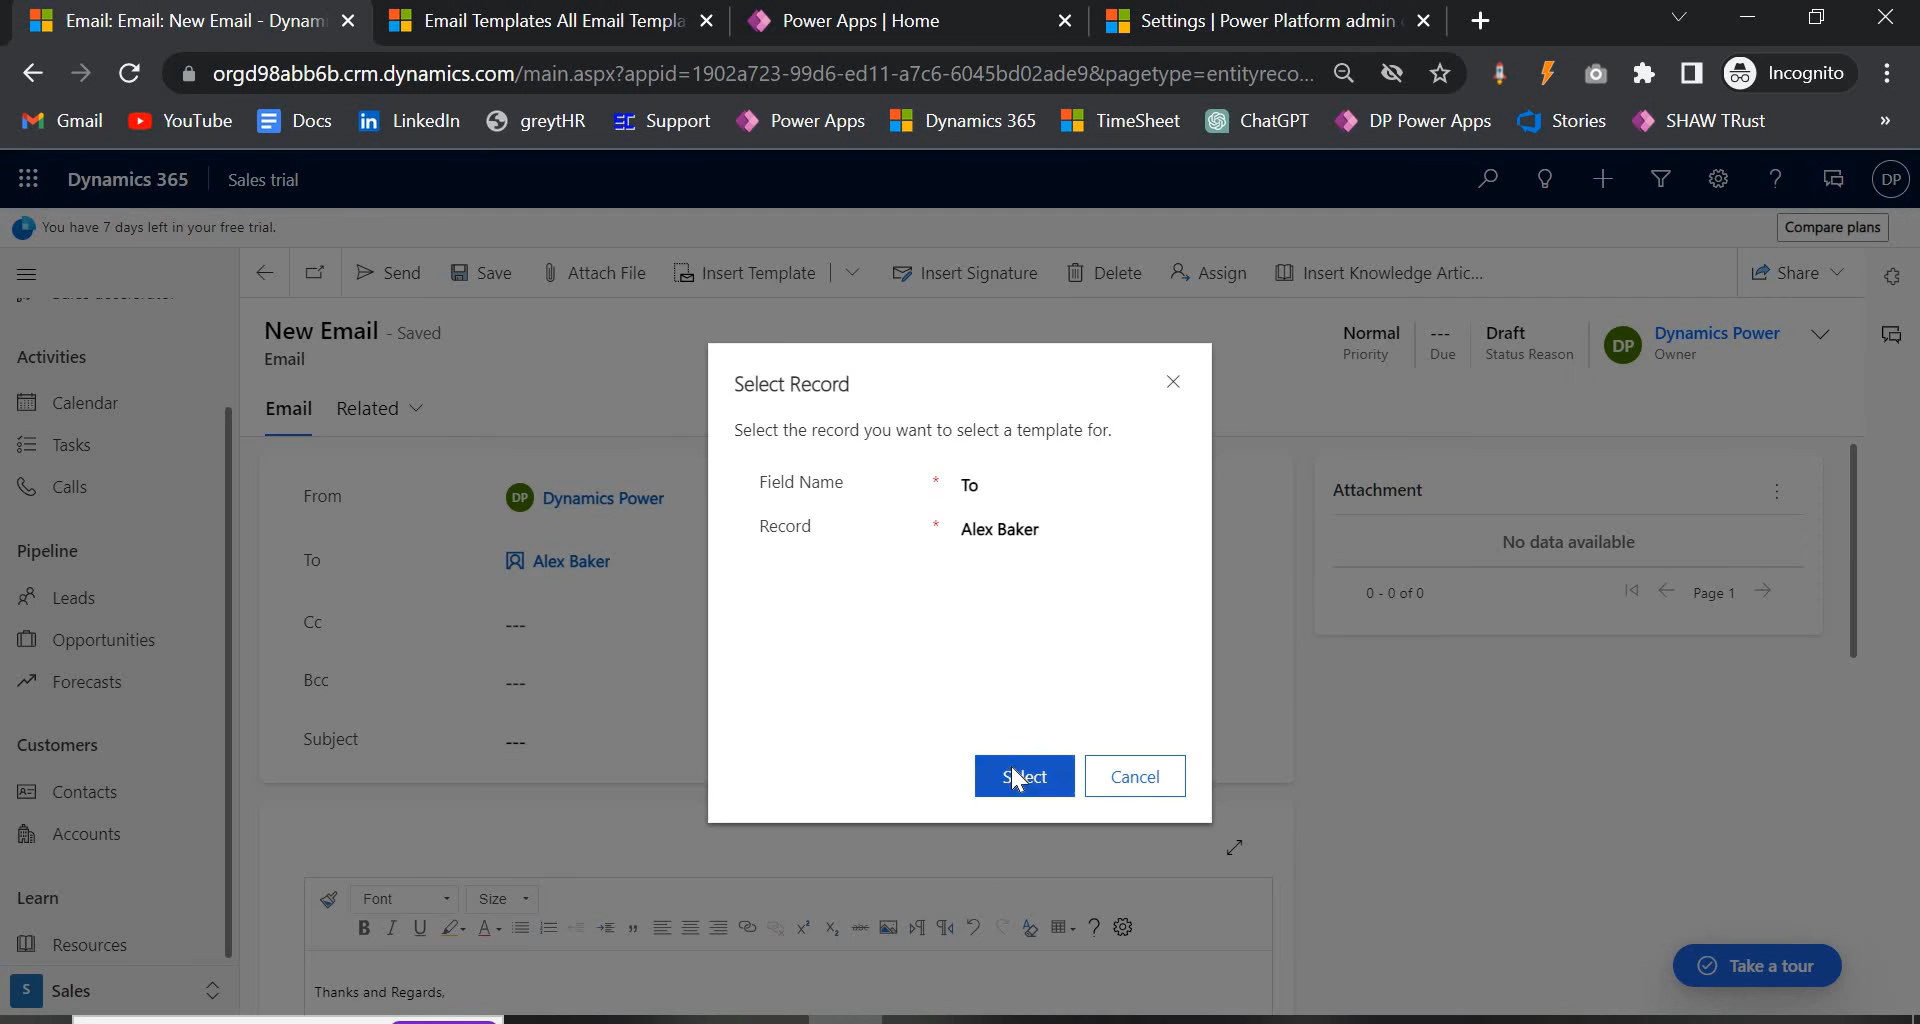 Email: Email: New Email - Dynam
Email Templates All Email Templa
Power Apps | Home
Settings | Power Platform admin
orgd98abb6b.crm.dynamics.com/main.aspx?appid=1902a723-99d6-ed11-a7c6-6045bd02ade9&pagetype=entityreco...
Incognito
Gmail
YouTube
Docs
LinkedIn
greytHR
Support
Power Apps
Dynamics 365
TimeSheet
ChatGPT
DP Power Apps
Stories
SHAW TRust
»
Dynamics 365
Sales trial
DP
You have 7 days left in your free trial.
Compare plans
Send
Save
Attach File
Insert Template
Insert Signature
Delete
Assign
Insert Knowledge Artic...
Share
New Email - Saved
Email
Normal
Priority
---
Due
Draft
Status Reason
DP
Dynamics Power
Owner
Email
Related
Activities
Calendar
Tasks
Calls
Pipeline
Leads
Opportunities
Forecasts
Customers
Contacts
Accounts
Learn
Resources
S
Sales
From
DP Dynamics Power
To
Alex Baker
Cc
---
Bcc
---
Subject
---
Select Record
Select the record you want to select a template for.
Field Name * To
Record * Alex Baker
Select
Cancel
Attachment
No data available
0 - 0 of 0
Page 1
Font
Size
Thanks and Regards,
Take a tour